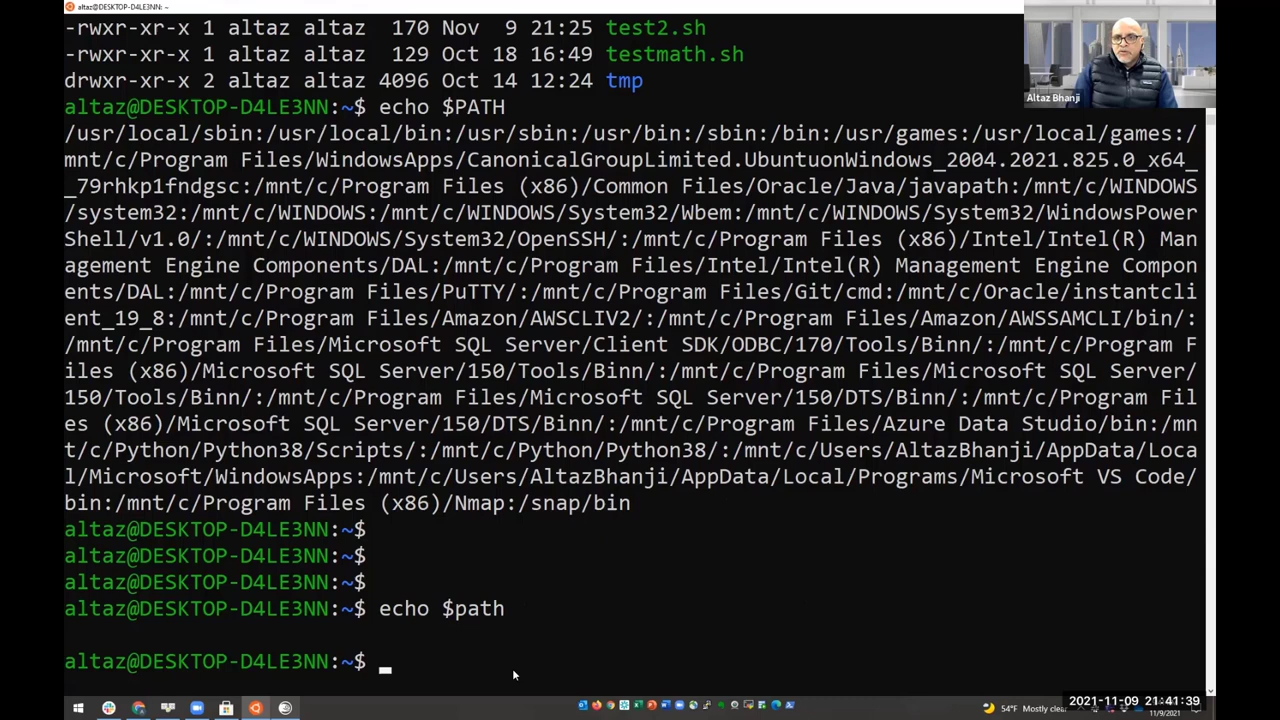 altaz@DESKTOP-D4LE3NN: ~
-rwxr-xr-x 1 altaz altaz  170 Nov  9 21:25 test2.sh
-rwxr-xr-x 1 altaz altaz  129 Oct 18 16:49 testmath.sh
drwxr-xr-x 2 altaz altaz 4096 Oct 14 12:24 tmp
Altaz Bhanji
altaz@DESKTOP-D4LE3NN:~$ echo $PATH
/usr/local/sbin:/usr/local/bin:/usr/sbin:/usr/bin:/sbin:/bin:/usr/games:/usr/local/games:/
mnt/c/Program Files/WindowsApps/CanonicalGroupLimited.UbuntuonWindows_2004.2021.825.0_x64_
_79rhkp1fndgsc:/mnt/c/Program Files (x86)/Common Files/Oracle/Java/javapath:/mnt/c/WINDOWS
/system32:/mnt/c/WINDOWS:/mnt/c/WINDOWS/System32/Wbem:/mnt/c/WINDOWS/System32/WindowsPower
Shell/v1.0/:/mnt/c/WINDOWS/System32/OpenSSH/:/mnt/c/Program Files (x86)/Intel/Intel(R) Man
agement Engine Components/DAL:/mnt/c/Program Files/Intel/Intel(R) Management Engine Compon
ents/DAL:/mnt/c/Program Files/PuTTY/:/mnt/c/Program Files/Git/cmd:/mnt/c/Oracle/instantcli
ent_19_8:/mnt/c/Program Files/Amazon/AWSCLIV2/:/mnt/c/Program Files/Amazon/AWSSAMCLI/bin/:
/mnt/c/Program Files/Microsoft SQL Server/Client SDK/ODBC/170/Tools/Binn/:/mnt/c/Program F
iles (x86)/Microsoft SQL Server/150/Tools/Binn/:/mnt/c/Program Files/Microsoft SQL Server/
150/Tools/Binn/:/mnt/c/Program Files/Microsoft SQL Server/150/DTS/Binn/:/mnt/c/Program Fil
es (x86)/Microsoft SQL Server/150/DTS/Binn/:/mnt/c/Program Files/Azure Data Studio/bin:/mn
t/c/Python/Python38/Scripts/:/mnt/c/Python/Python38/:/mnt/c/Users/AltazBhanji/AppData/Loca
l/Microsoft/WindowsApps:/mnt/c/Users/AltazBhanji/AppData/Local/Programs/Microsoft VS Code/
bin:/mnt/c/Program Files (x86)/Nmap:/snap/bin
altaz@DESKTOP-D4LE3NN:~$
altaz@DESKTOP-D4LE3NN:~$
altaz@DESKTOP-D4LE3NN:~$
altaz@DESKTOP-D4LE3NN:~$ echo $path
altaz@DESKTOP-D4LE3NN:~$
54°F Mostly clear
2021-11-09 21:41:39
11/9/2021